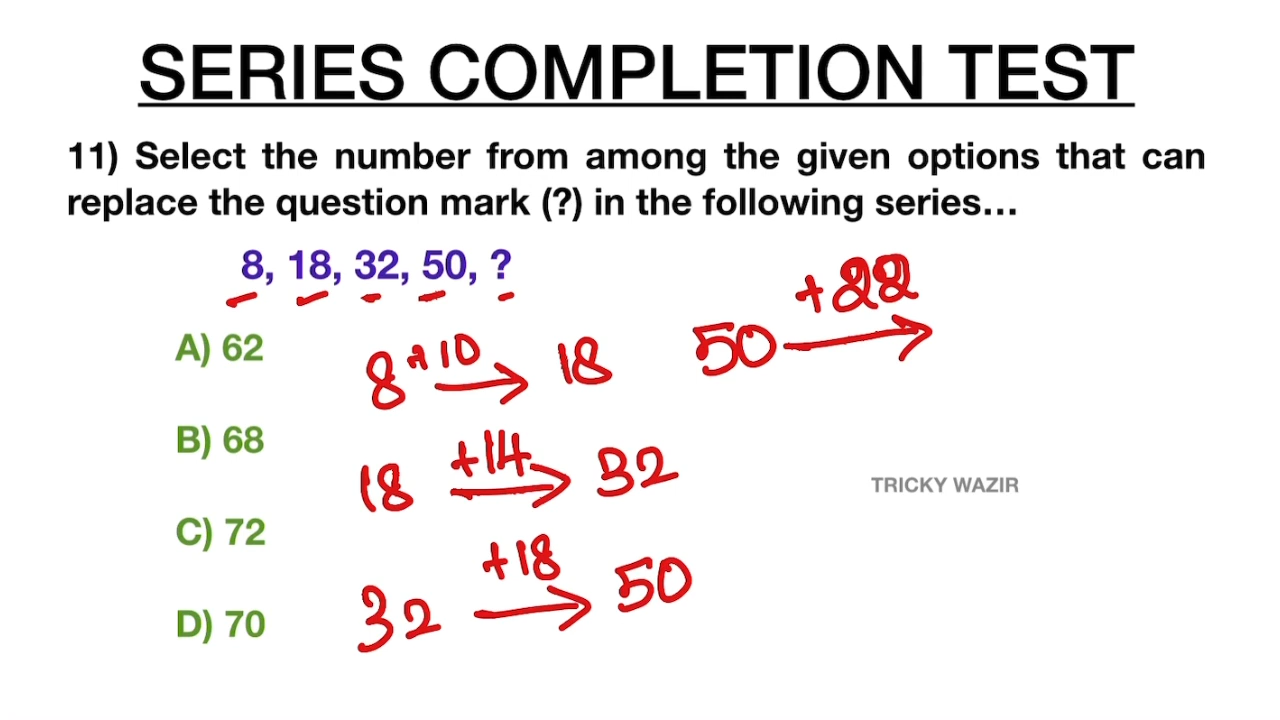 SERIES COMPLETION TEST
11) Select the number from among the given options that can
replace the question mark (?) in the following series...
8, 18, 32, 50, ?
A) 62
B) 68
C) 72
D) 70
8 +10 → 18
18 +14 → 32
32 +18 → 50
50 +22 →
TRICKY WAZIR